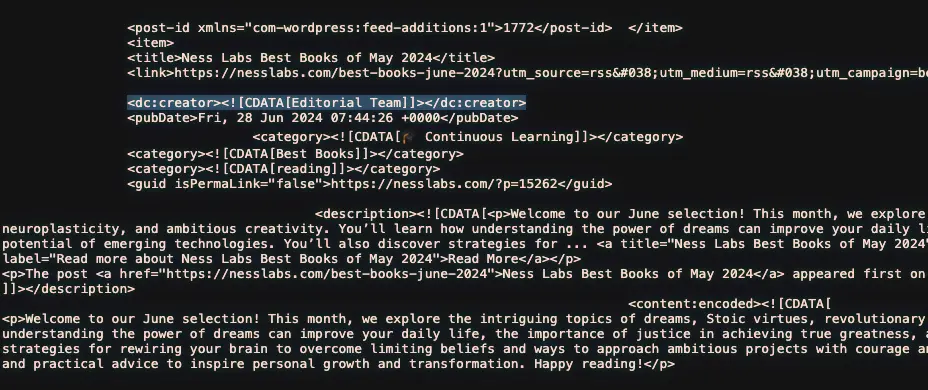 <post-id xmlns="com-wordpress:feed-additions:1">1772</post-id>  </item>
<item>
<title>Ness Labs Best Books of May 2024</title>
<link>https://nesslabs.com/best-books-june-2024?utm_source=rss&#038;utm_medium=rss&#038;utm_campaign=be
<dc:creator><![CDATA[Editorial Team]]></dc:creator>
<pubDate>Fri, 28 Jun 2024 07:44:26 +0000</pubDate>
<category><![CDATA[🎓 Continuous Learning]]></category>
<category><![CDATA[Best Books]]></category>
<category><![CDATA[reading]]></category>
<guid isPermaLink="false">https://nesslabs.com/?p=15262</guid>
<description><![CDATA[<p>Welcome to our June selection! This month, we explore
neuroplasticity, and ambitious creativity. You’ll learn how understanding the power of dreams can improve your daily li
potential of emerging technologies. You’ll also discover strategies for ... <a title="Ness Labs Best Books of May 2024"
label="Read more about Ness Labs Best Books of May 2024">Read More</a></p>
<p>The post <a href="https://nesslabs.com/best-books-june-2024">Ness Labs Best Books of May 2024</a> appeared first on
]]></description>
<content:encoded><![CDATA[
<p>Welcome to our June selection! This month, we explore the intriguing topics of dreams, Stoic virtues, revolutionary
understanding the power of dreams can improve your daily life, the importance of justice in achieving true greatness, a
strategies for rewiring your brain to overcome limiting beliefs and ways to approach ambitious projects with courage an
and practical advice to inspire personal growth and transformation. Happy reading!</p>